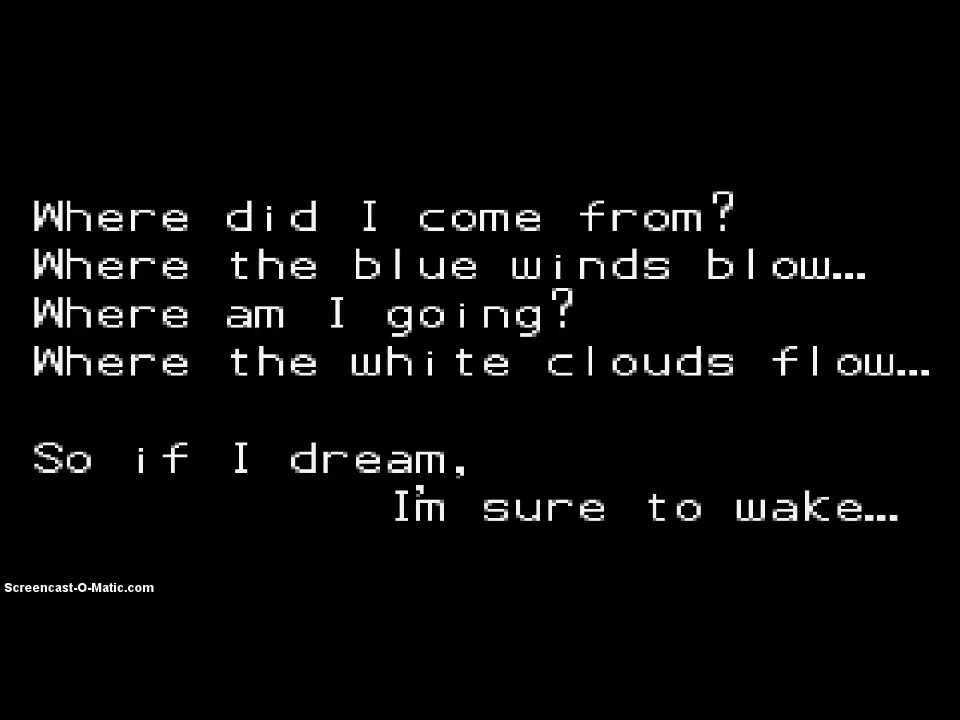 Where did I come from?
Where the blue winds blow...
Where am I going?
Where the white clouds flow...
So if I dream,
I'm sure to wake...
Screencast-O-Matic.com